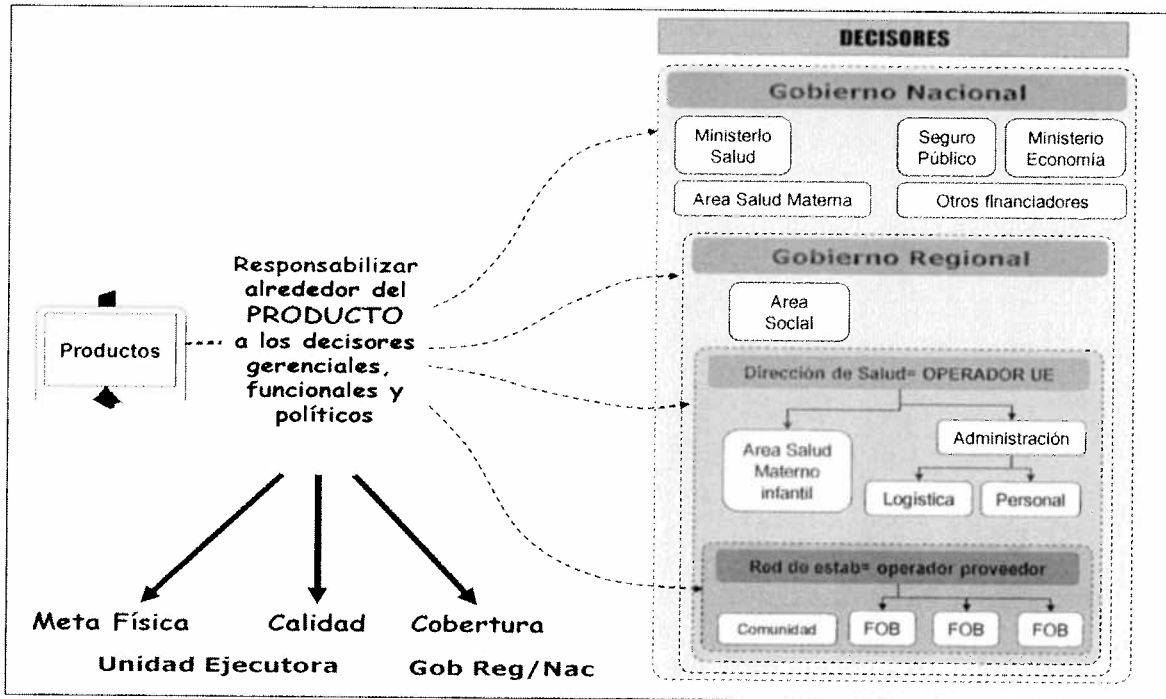 DECISORES
Gobierno Nacional
Ministerio
Salud
Seguro
Público
Ministerio
Economía
Area Salud Materna
Otros financiadores
Gobierno Regional
Area
Social
Responsabilizar
alrededor del
PRODUCTO
a los decisores
gerenciales,
funcionales y
políticos
Productos
Dirección de Salud= OPERADOR UE
Area Salud
Materno
infantil
Administración
Logística
Personal
Red de estab= operador proveedor
Comunidad
FOB
FOB
FOB
Meta Física
Calidad
Cobertura
Unidad Ejecutora
Gob Reg/Nac